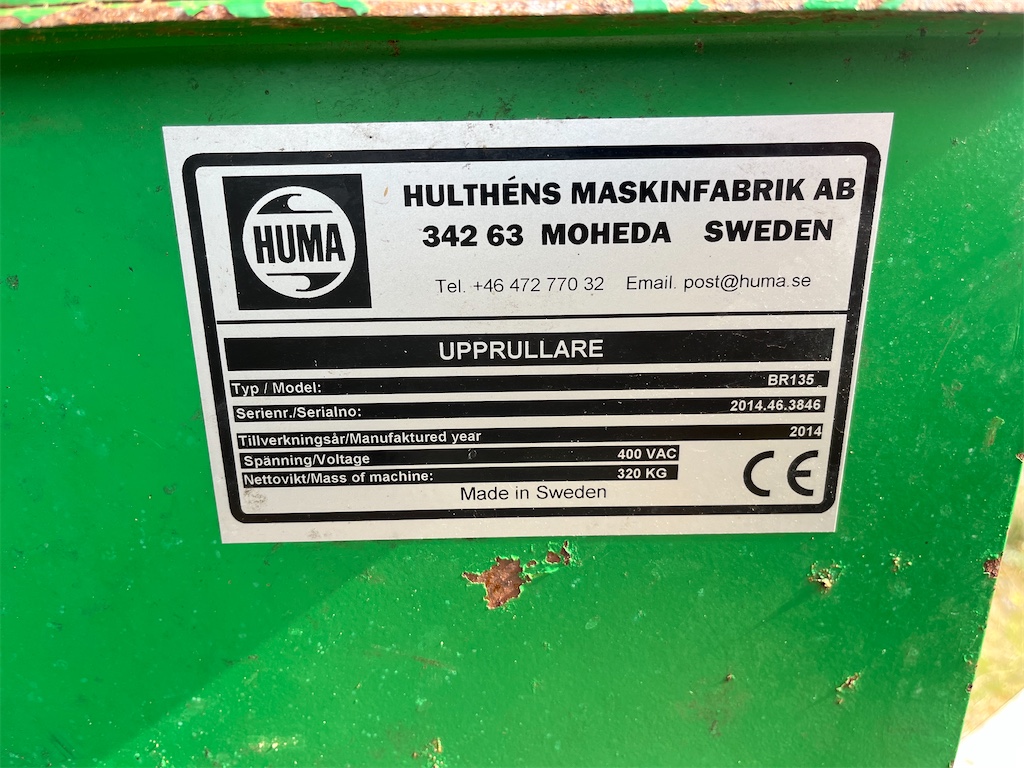 HUMA
HULTHÉNS MASKINFABRIK AB
342 63 MOHEDA SWEDEN
Tel. +46 472 770 32 Email. post@huma.se
UPPRULLARE
Typ / Model: BR135
Serienr./Serialno: 2014.46.3846
Tillverkningsår/Manufaktured year 2014
Spänning/Voltage 400 VAC
Nettovikt/Mass of machine: 320 KG
Made in Sweden
CE